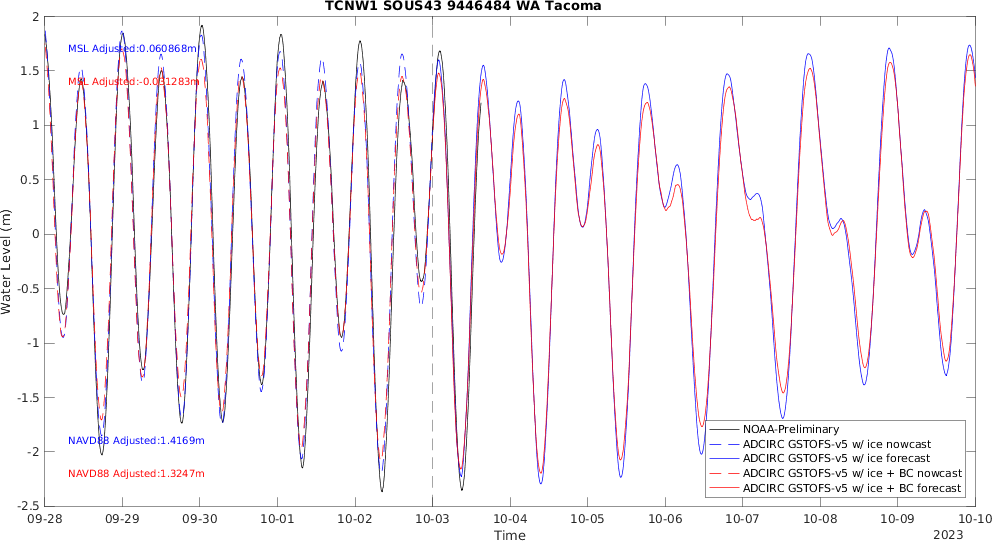 TCNW1 SOUS43 9446484 WA Tacoma
2
1.5
1
0.5
0
-0.5
-1
-1.5
-2
-2.5
Water Level (m)
MSL Adjusted:0.060868m
MSL Adjusted:-0.031283m
NAVD88 Adjusted:1.4169m
NAVD88 Adjusted:1.3247m
NOAA-Preliminary
ADCIRC GSTOFS-v5 w/ ice nowcast
ADCIRC GSTOFS-v5 w/ ice forecast
ADCIRC GSTOFS-v5 w/ ice + BC nowcast
ADCIRC GSTOFS-v5 w/ ice + BC forecast
09-28 09-29 09-30 10-01 10-02 10-03 10-04 10-05 10-06 10-07 10-08 10-09 10-10
Time
2023